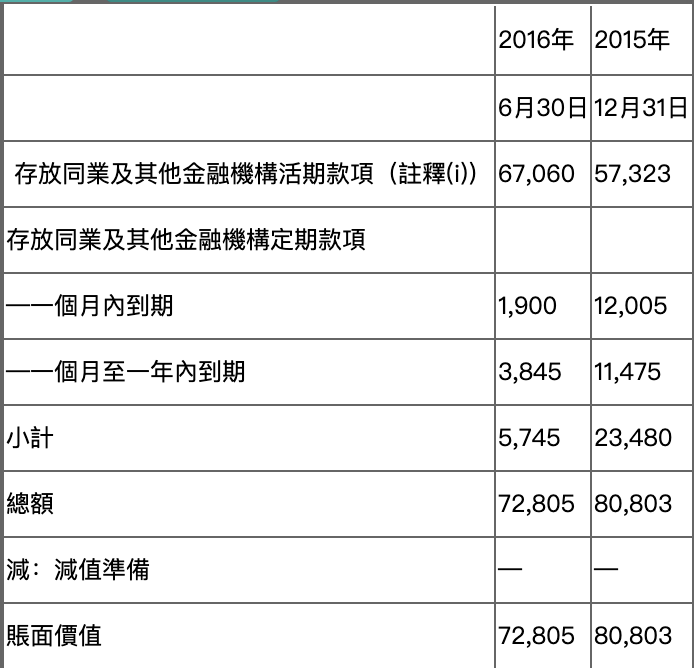 2016年 2015年
6月30日 12月31日
存放同業及其他金融機構活期款項（註釋(i)） 67,060 57,323
存放同業及其他金融機構定期款項
—一個月內到期 1,900 12,005
—一個月至一年內到期 3,845 11,475
小計 5,745 23,480
總額 72,805 80,803
減：減值準備 — —
賬面價值 72,805 80,803